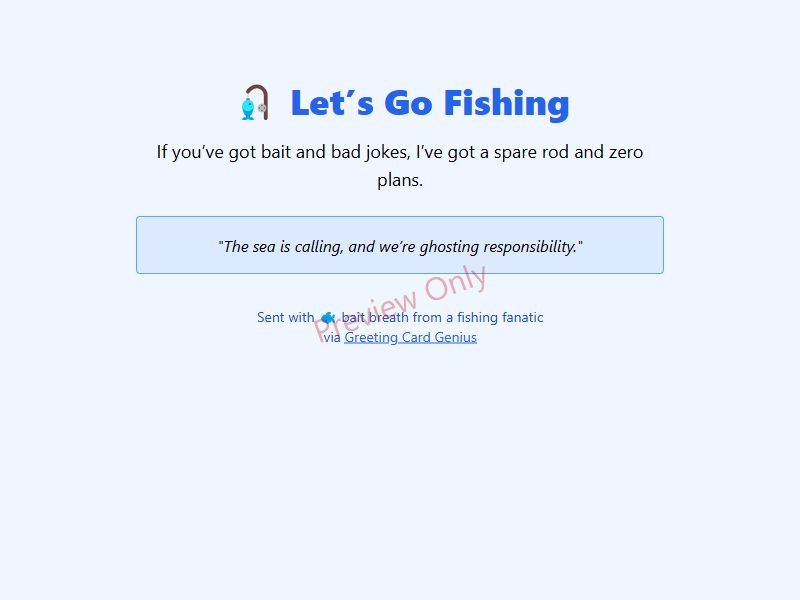 🎣 Let’s Go Fishing
If you’ve got bait and bad jokes, I’ve got a spare rod and zero
plans.
"The sea is calling, and we’re ghosting responsibility."
Preview Only
Sent with 🐟 bait breath from a fishing fanatic
via Greeting Card Genius